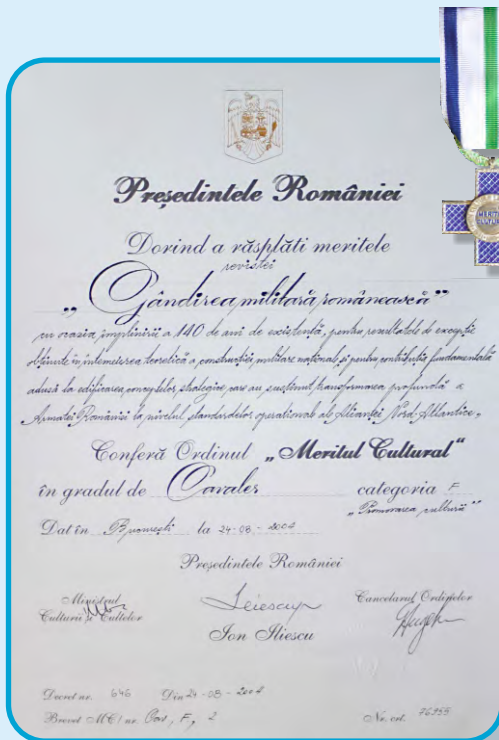 Președintele României
Dorind a răsplăti meritele
revistei
„Gândirea militară românească”
cu ocazia împlinirii a 140 de ani de existență, pentru rezultatele de excepție
obținute în întemeierea teoretică a construcției militare naționale și pentru contribuția fundamentală
adusă la edificarea conceptelor strategice care au susținut transformarea profundă a
Armatei României la nivelul standardelor operaționale ale Alianței Nord-Atlantice,
Conferă Ordinul „Meritul Cultural“
în gradul de Cavaler categoria F
„Promovarea culturii”
Dat în București la 24-08-2004
Președintele României
Ministrul Culturii și Cultelor
Cancelarul Ordinelor
Ion Iliescu
Decret nr. 646 Din 24-08-2004
Brevet MC/nr. Cav, F, 2 Nr. crt. 76955